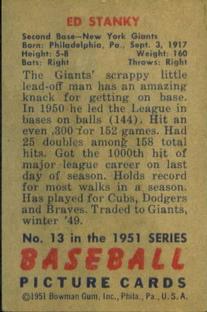 ED STANKY
Second Base—New York Giants
Born: Philadelphia, Pa., Sept. 3, 1917
Height: 5-8 Weight: 160
Bats: Right Throws: Right
The Giants' scrappy little
lead-off man has an amazing
knack for getting on base.
In 1950 he led the League in
bases on balls (144). Hit an
even .300 for 152 games. Had
25 doubles among 158 total
hits. Got the 1000th hit of
major league career on last
day of season. Holds record
for most walks in a season.
Has played for Cubs, Dodgers
and Braves. Traded to Giants,
winter '49.
No. 13 in the 1951 SERIES
BASEBALL
PICTURE CARDS
©1951 Bowman Gum, Inc., Phila., Pa., U.S.A.